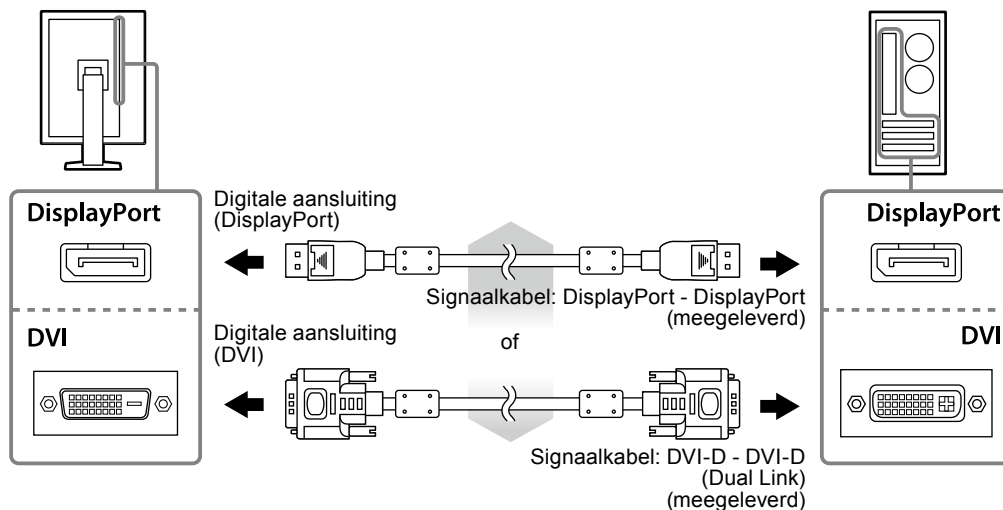 DisplayPort
Digitale aansluiting
(DisplayPort)
DisplayPort
Signaalkabel: DisplayPort - DisplayPort
(meegeleverd)
DVI
Digitale aansluiting
(DVI)
of
DVI
Signaalkabel: DVI-D - DVI-D
(Dual Link)
(meegeleverd)